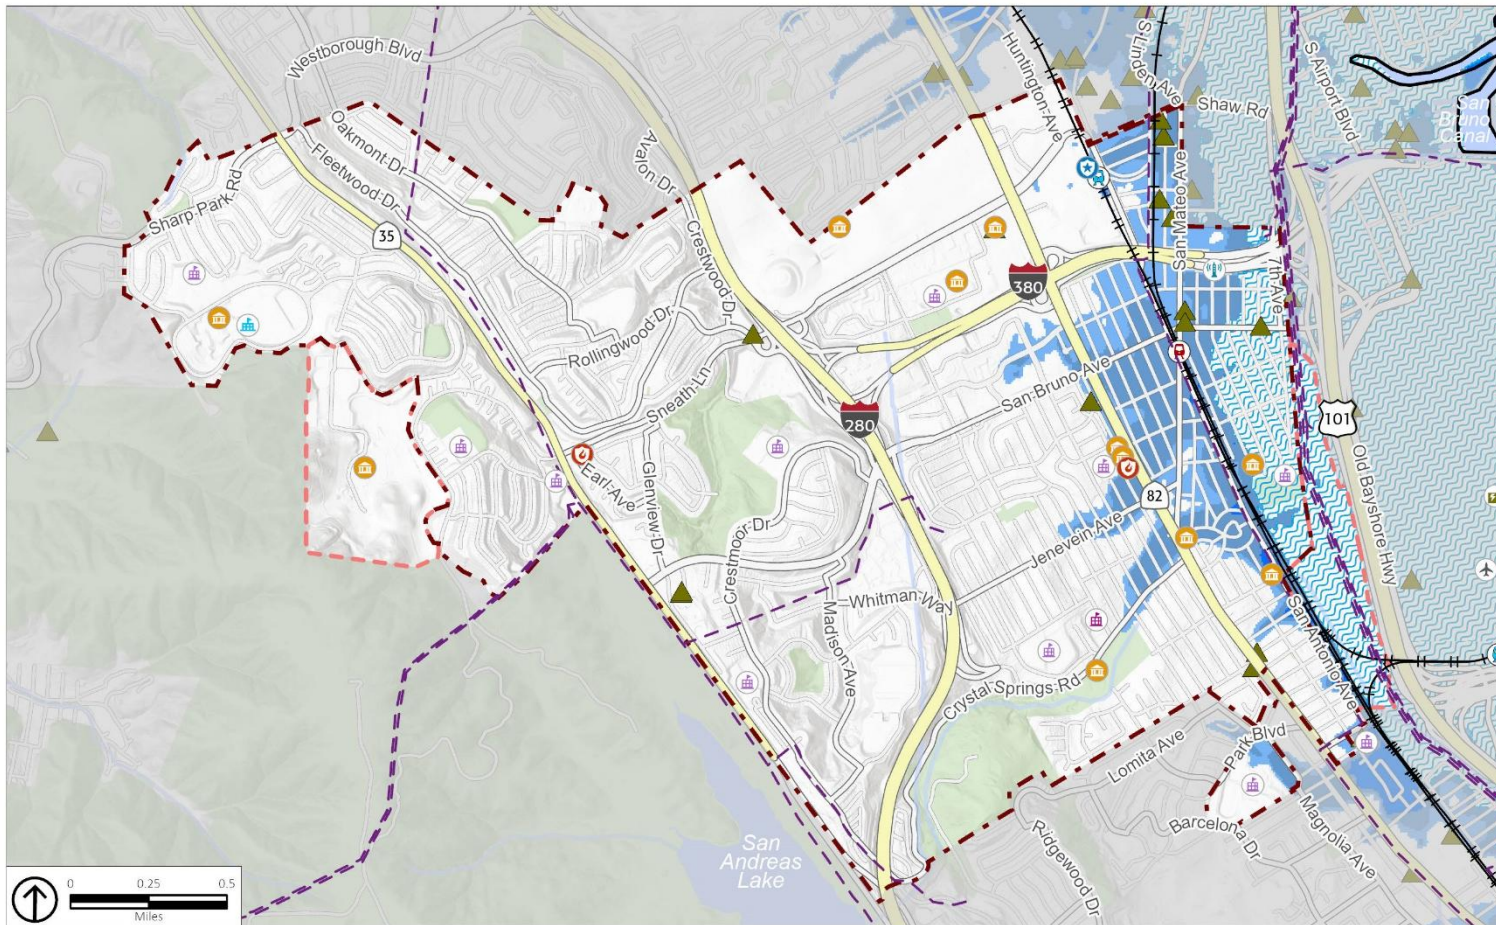 Westborough Blvd
Huntington Ave
S Linden Ave
Shaw Rd
S Airport Blvd
San
Bruno
Canal
Oakmont Dr
Fleetwood Dr
Avalon Dr
Sharp Park Rd
35
San Mateo Ave
7th Ave
Crestwood Dr
380
Rollingwood Dr
Sneath Ln
San Bruno Ave
280
101
Old Bayshore Hwy
Earl Ave
Glenview Dr
Crestmoor Dr
82
Jenevein Ave
Whitman Way
Madison Ave
San Antonio Ave
Crystal Springs Rd
Lomita Ave
Park Blvd
Ridgewood Dr
Barcelona Dr
Magnolia Ave
San
Andreas
Lake
0 0.25 0.5
Miles